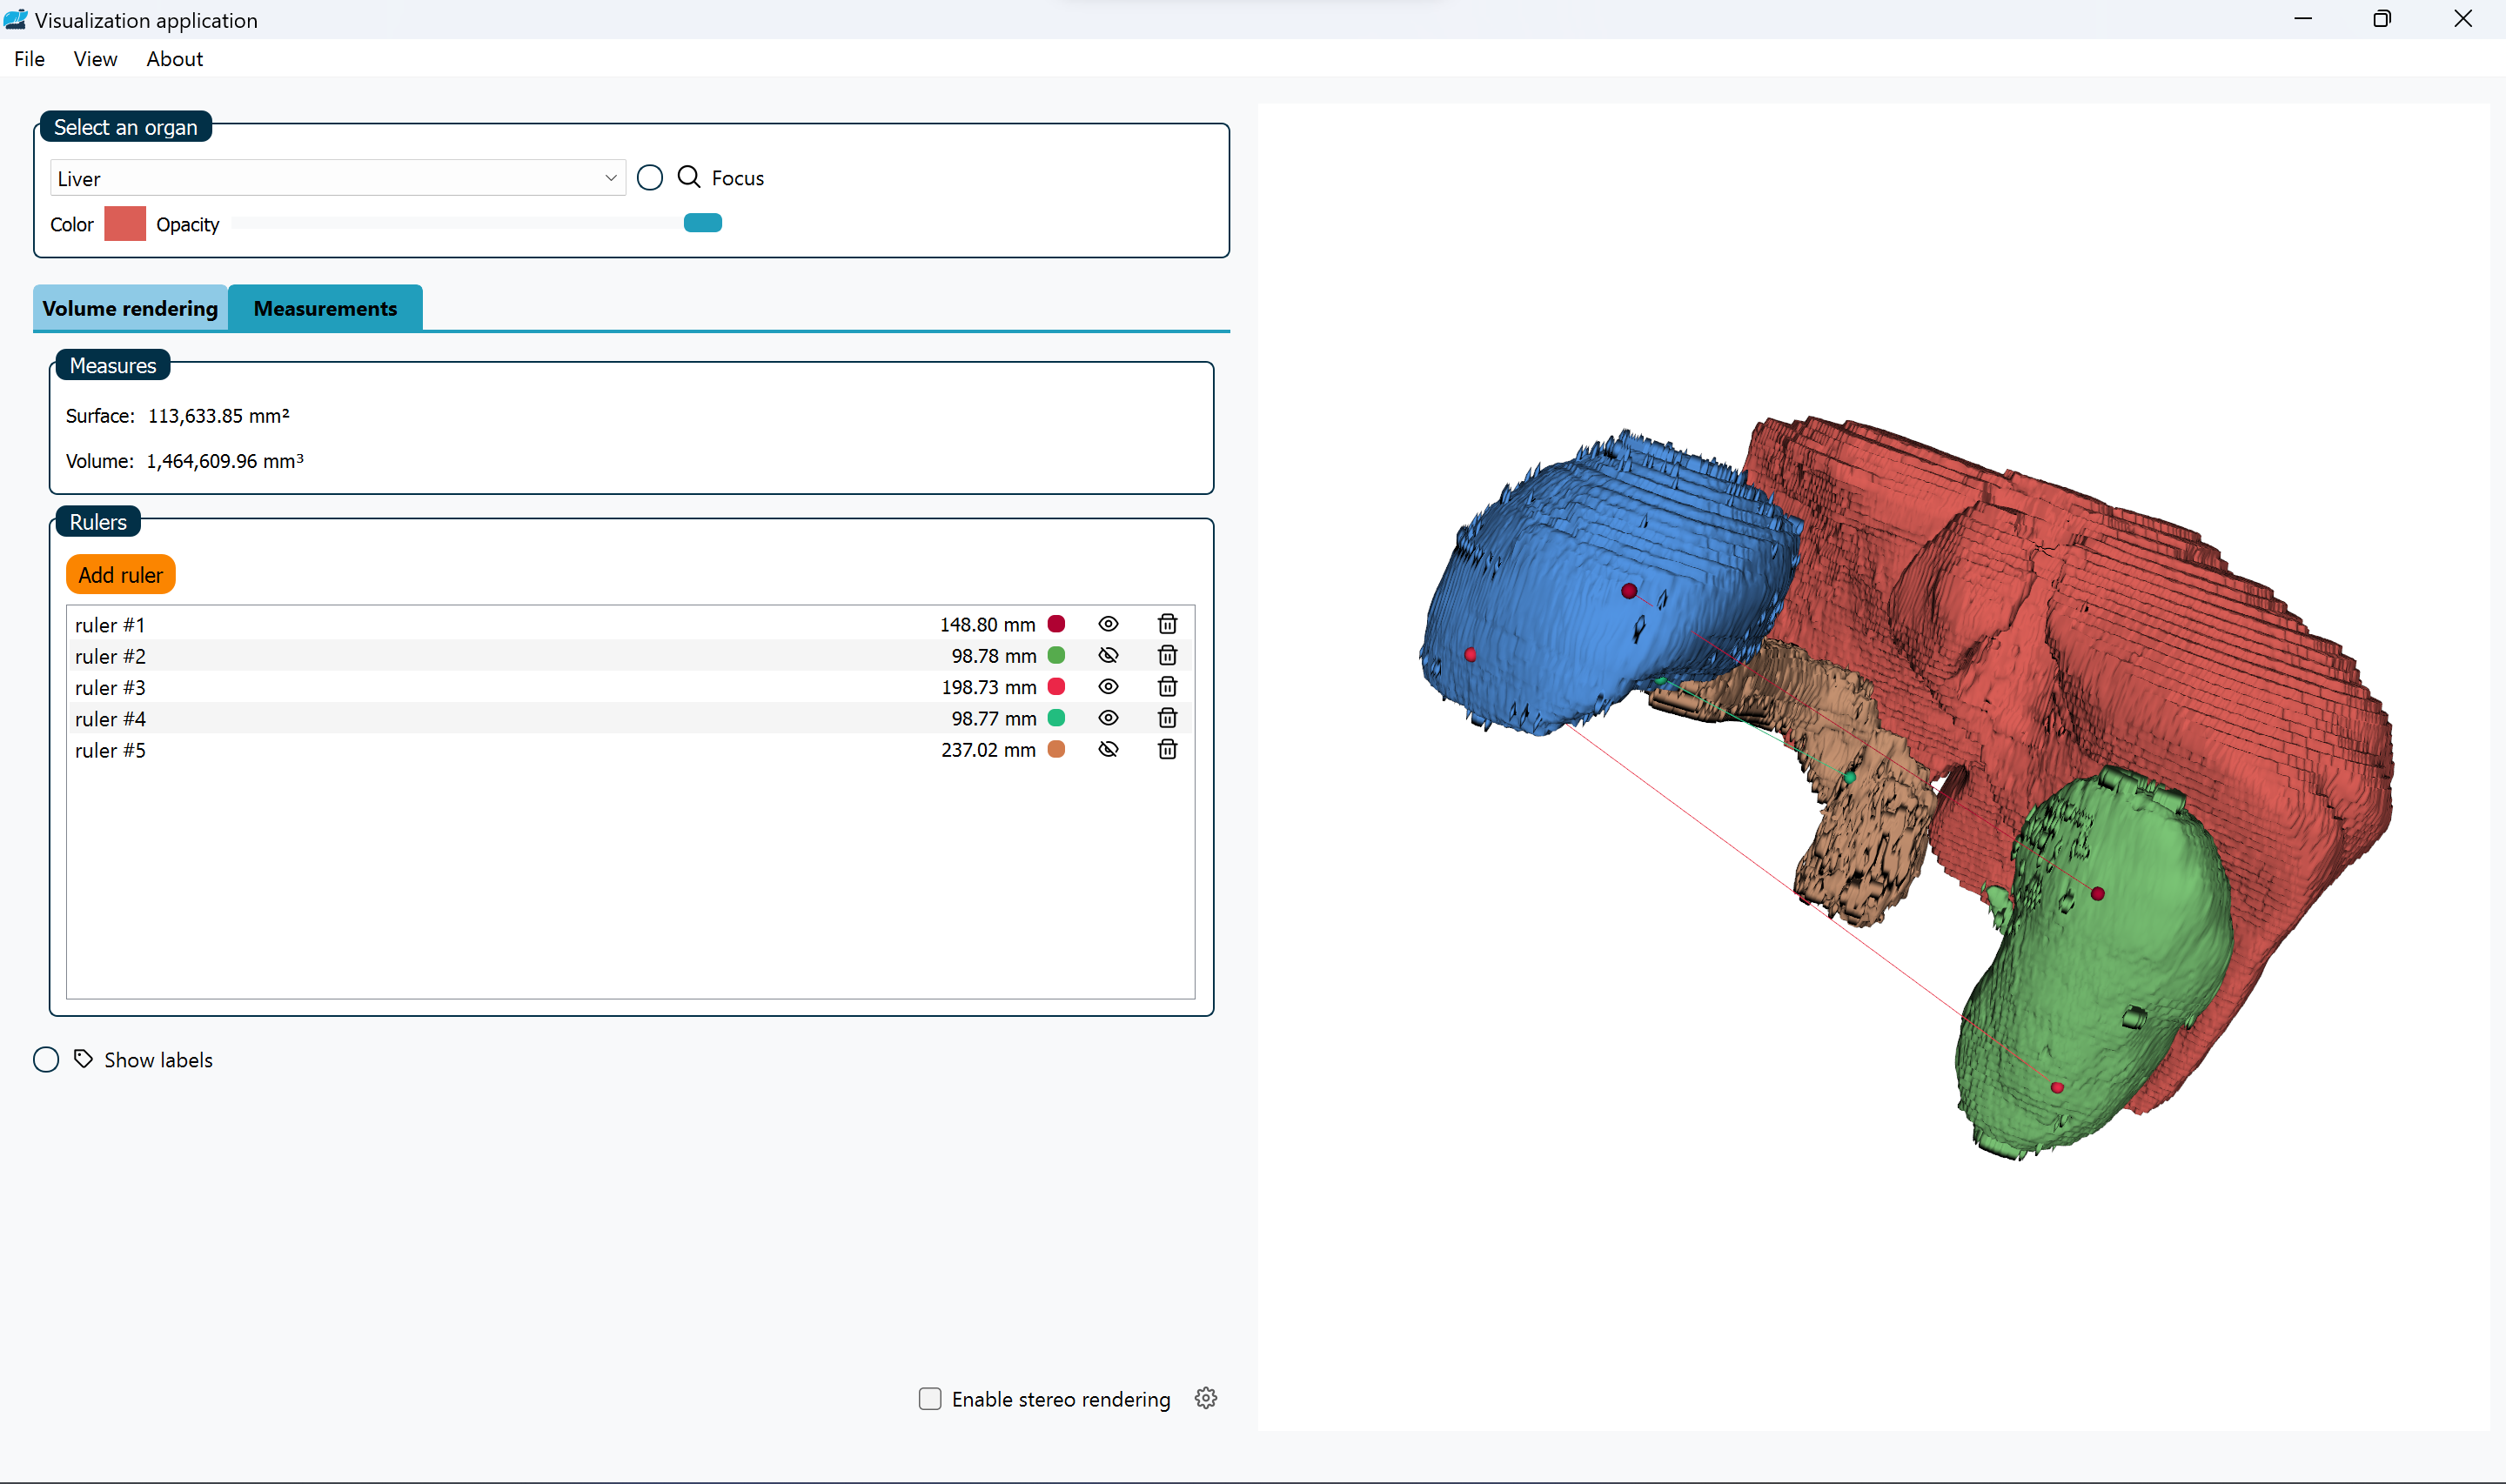 Visualization application
File View About
Select an organ
Liver Focus
Color Opacity
Volume rendering Measurements
Measures
Surface: 113,633.85 mm²
Volume: 1,464,609.96 mm³
Rulers
Add ruler
ruler #1 148.80 mm
ruler #2 98.78 mm
ruler #3 198.73 mm
ruler #4 98.77 mm
ruler #5 237.02 mm
Show labels
Enable stereo rendering